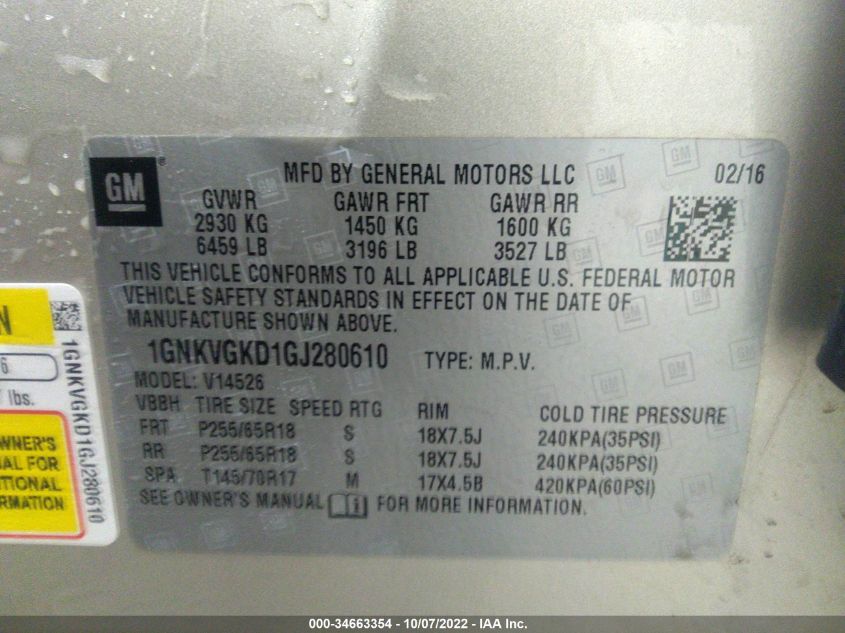 GM ® MFD BY GENERAL MOTORS LLC 02/16
GVWR GAWR FRT GAWR RR
2930 KG 1450 KG 1600 KG
6459 LB 3196 LB 3527 LB
THIS VEHICLE CONFORMS TO ALL APPLICABLE U.S. FEDERAL MOTOR
VEHICLE SAFETY STANDARDS IN EFFECT ON THE DATE OF
MANUFACTURE SHOWN ABOVE.
1GNKVGKD1GJ280610 TYPE: M.P.V.
MODEL: V14526
VBBH TIRE SIZE SPEED RTG RIM COLD TIRE PRESSURE
FRT P255/65R18 S 18X7.5J 240KPA(35PSI)
RR P255/65R18 S 18X7.5J 240KPA(35PSI)
SPA T145/70R17 M 17X4.5B 420KPA(60PSI)
SEE OWNER'S MANUAL i FOR MORE INFORMATION.
N
6
lbs.
OWNER'S
AL FOR
ITIONAL
RMATION
1GNKVGKD1GJ280610
000-34663354 - 10/07/2022 - IAA Inc.